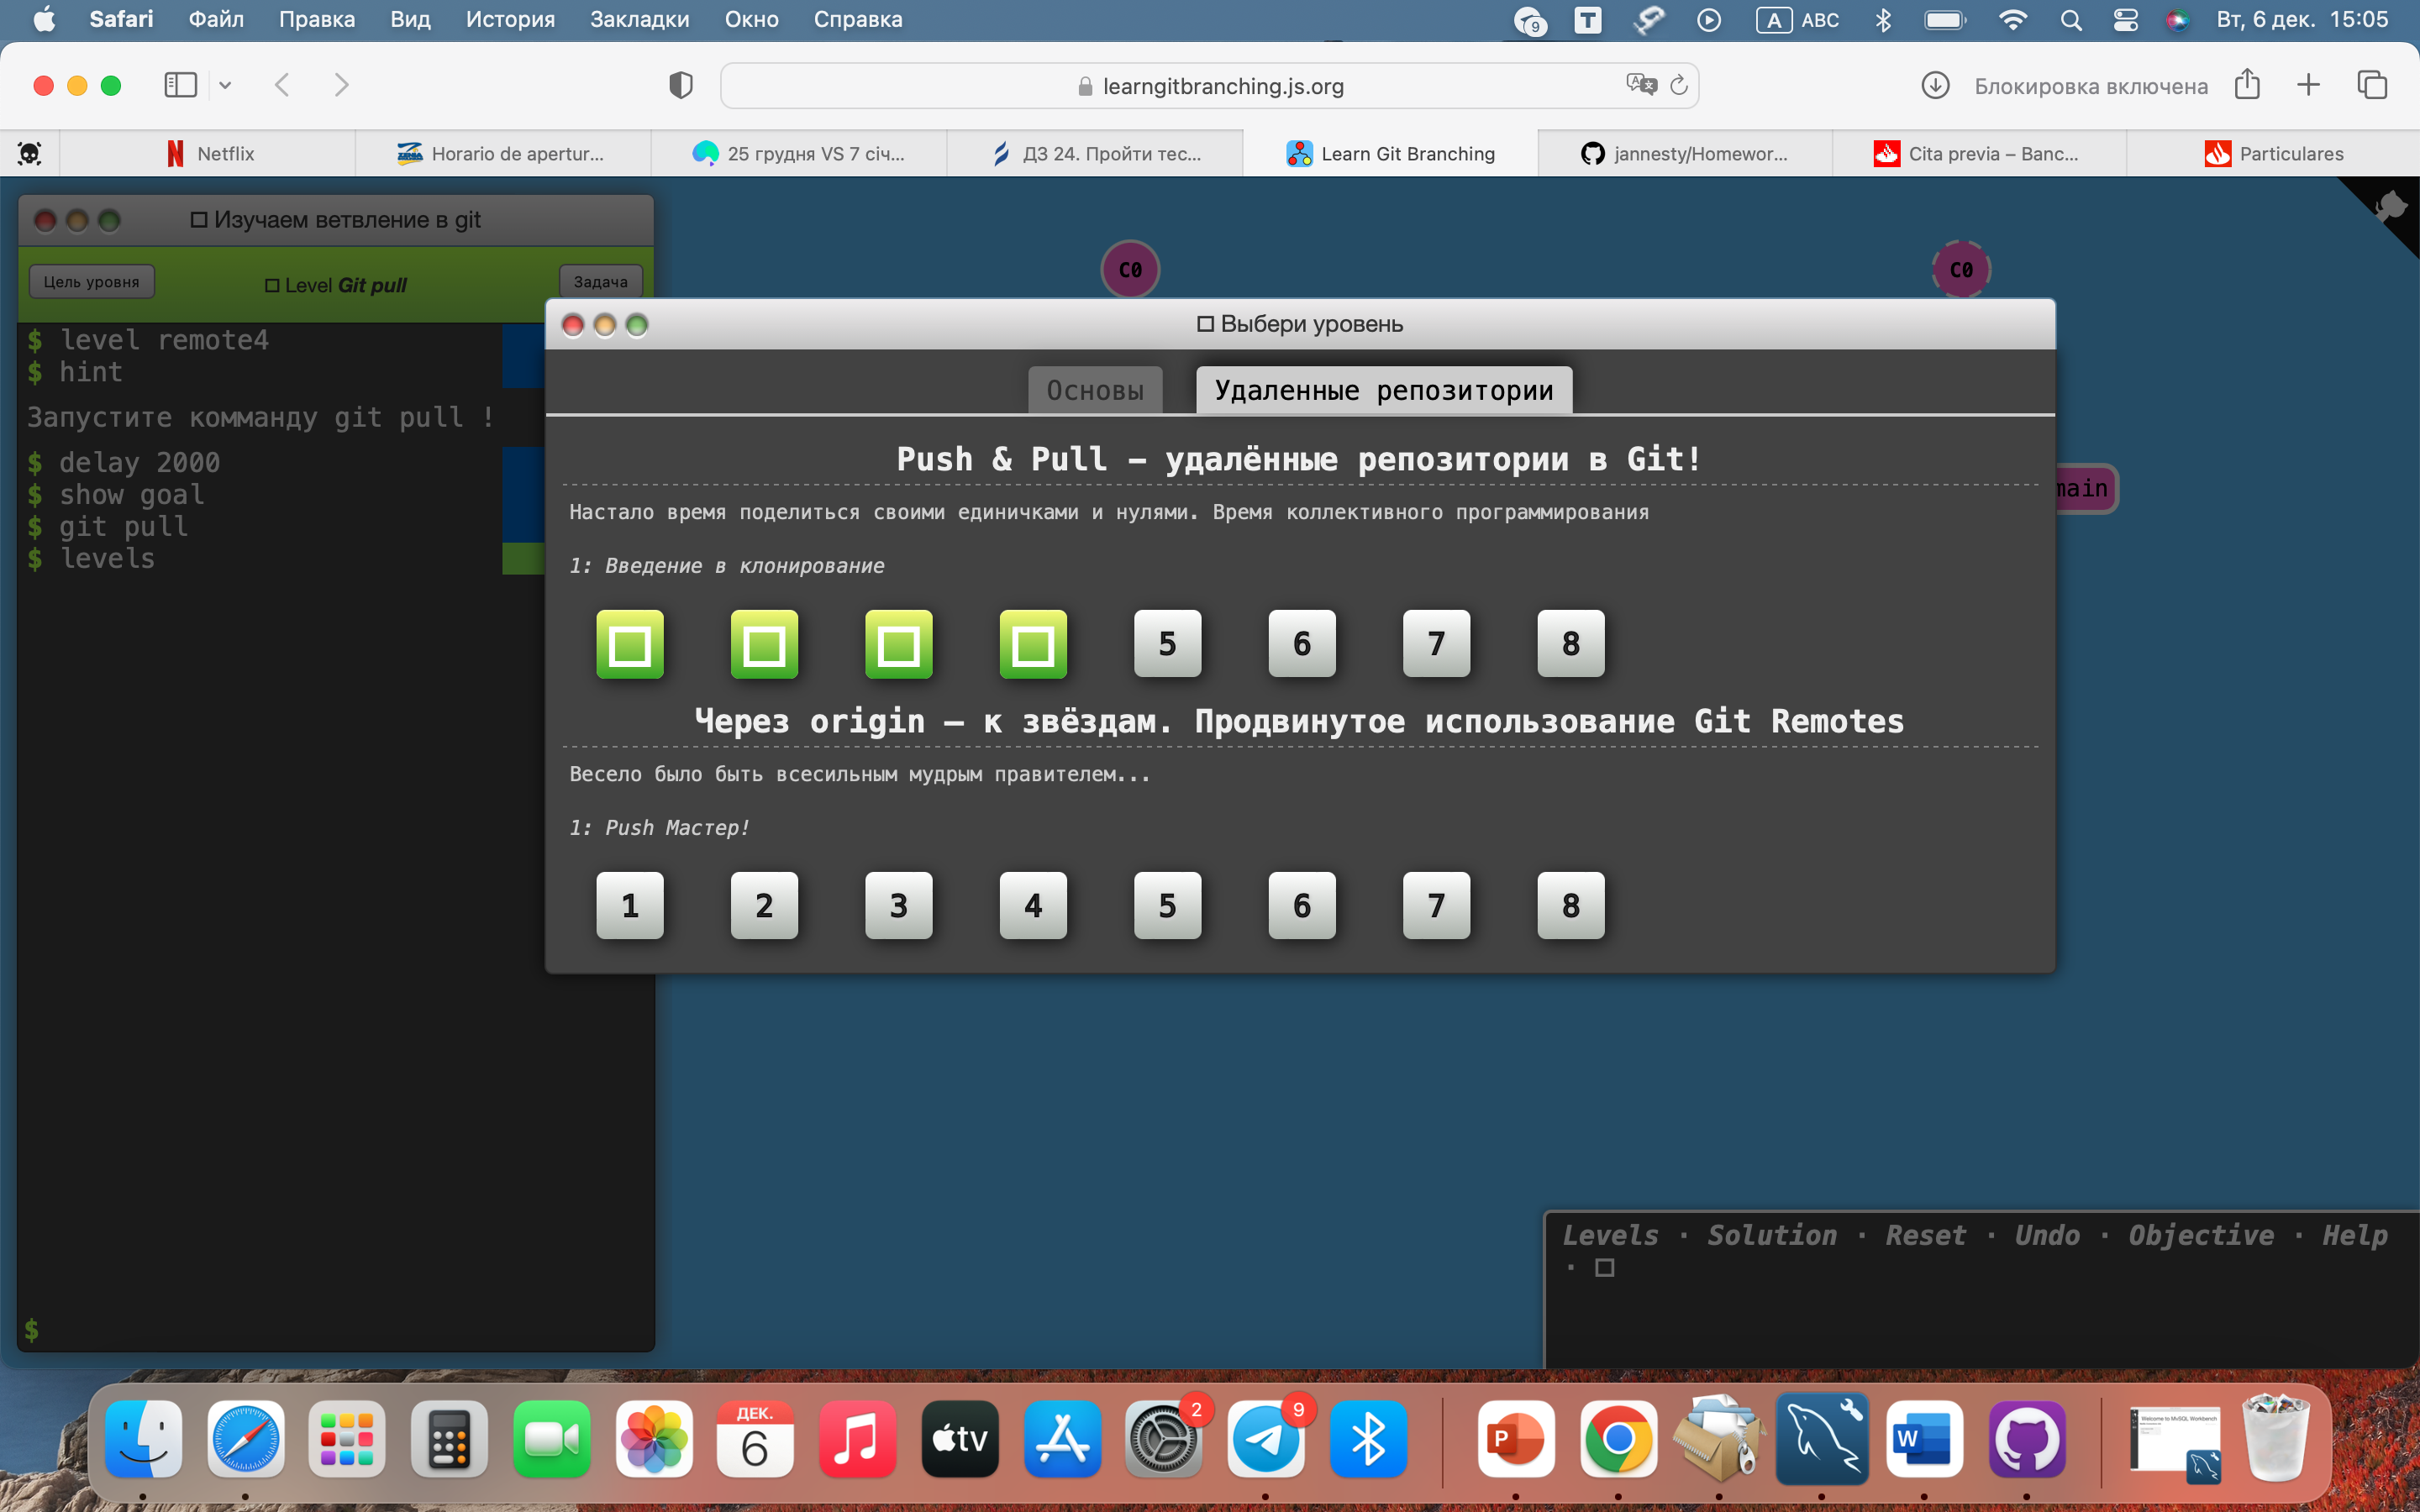 Safari Файл Правка Вид История Закладки Окно Справка
9 T A ABC Вт, 6 дек. 15:05
learngitbranching.js.org
Блокировка включена
Netflix
Horario de apertur...
25 грудня VS 7 січ...
ДЗ 24. Пройти тес...
Learn Git Branching
jannesty/Homewor...
Cita previa – Banc...
Particulares
Изучаем ветвление в git
Цель уровня
Level Git pull
Задача
C0
C0
main
$ level remote4
$ hint
Запустите комманду git pull !
$ delay 2000
$ show goal
$ git pull
$ levels
$
Выбери уровень
Основы
Удаленные репозитории
Push & Pull – удалённые репозитории в Git!
Настало время поделиться своими единичками и нулями. Время коллективного программирования
1: Введение в клонирование
5 6 7 8
Через origin – к звёздам. Продвинутое использование Git Remotes
Весело было быть всесильным мудрым правителем...
1: Push Мастер!
1 2 3 4 5 6 7 8
Levels · Solution · Reset · Undo · Objective · Help
·
ДЕК.
6
tv
2
9
P
W
Welcome to MySQL Workbench